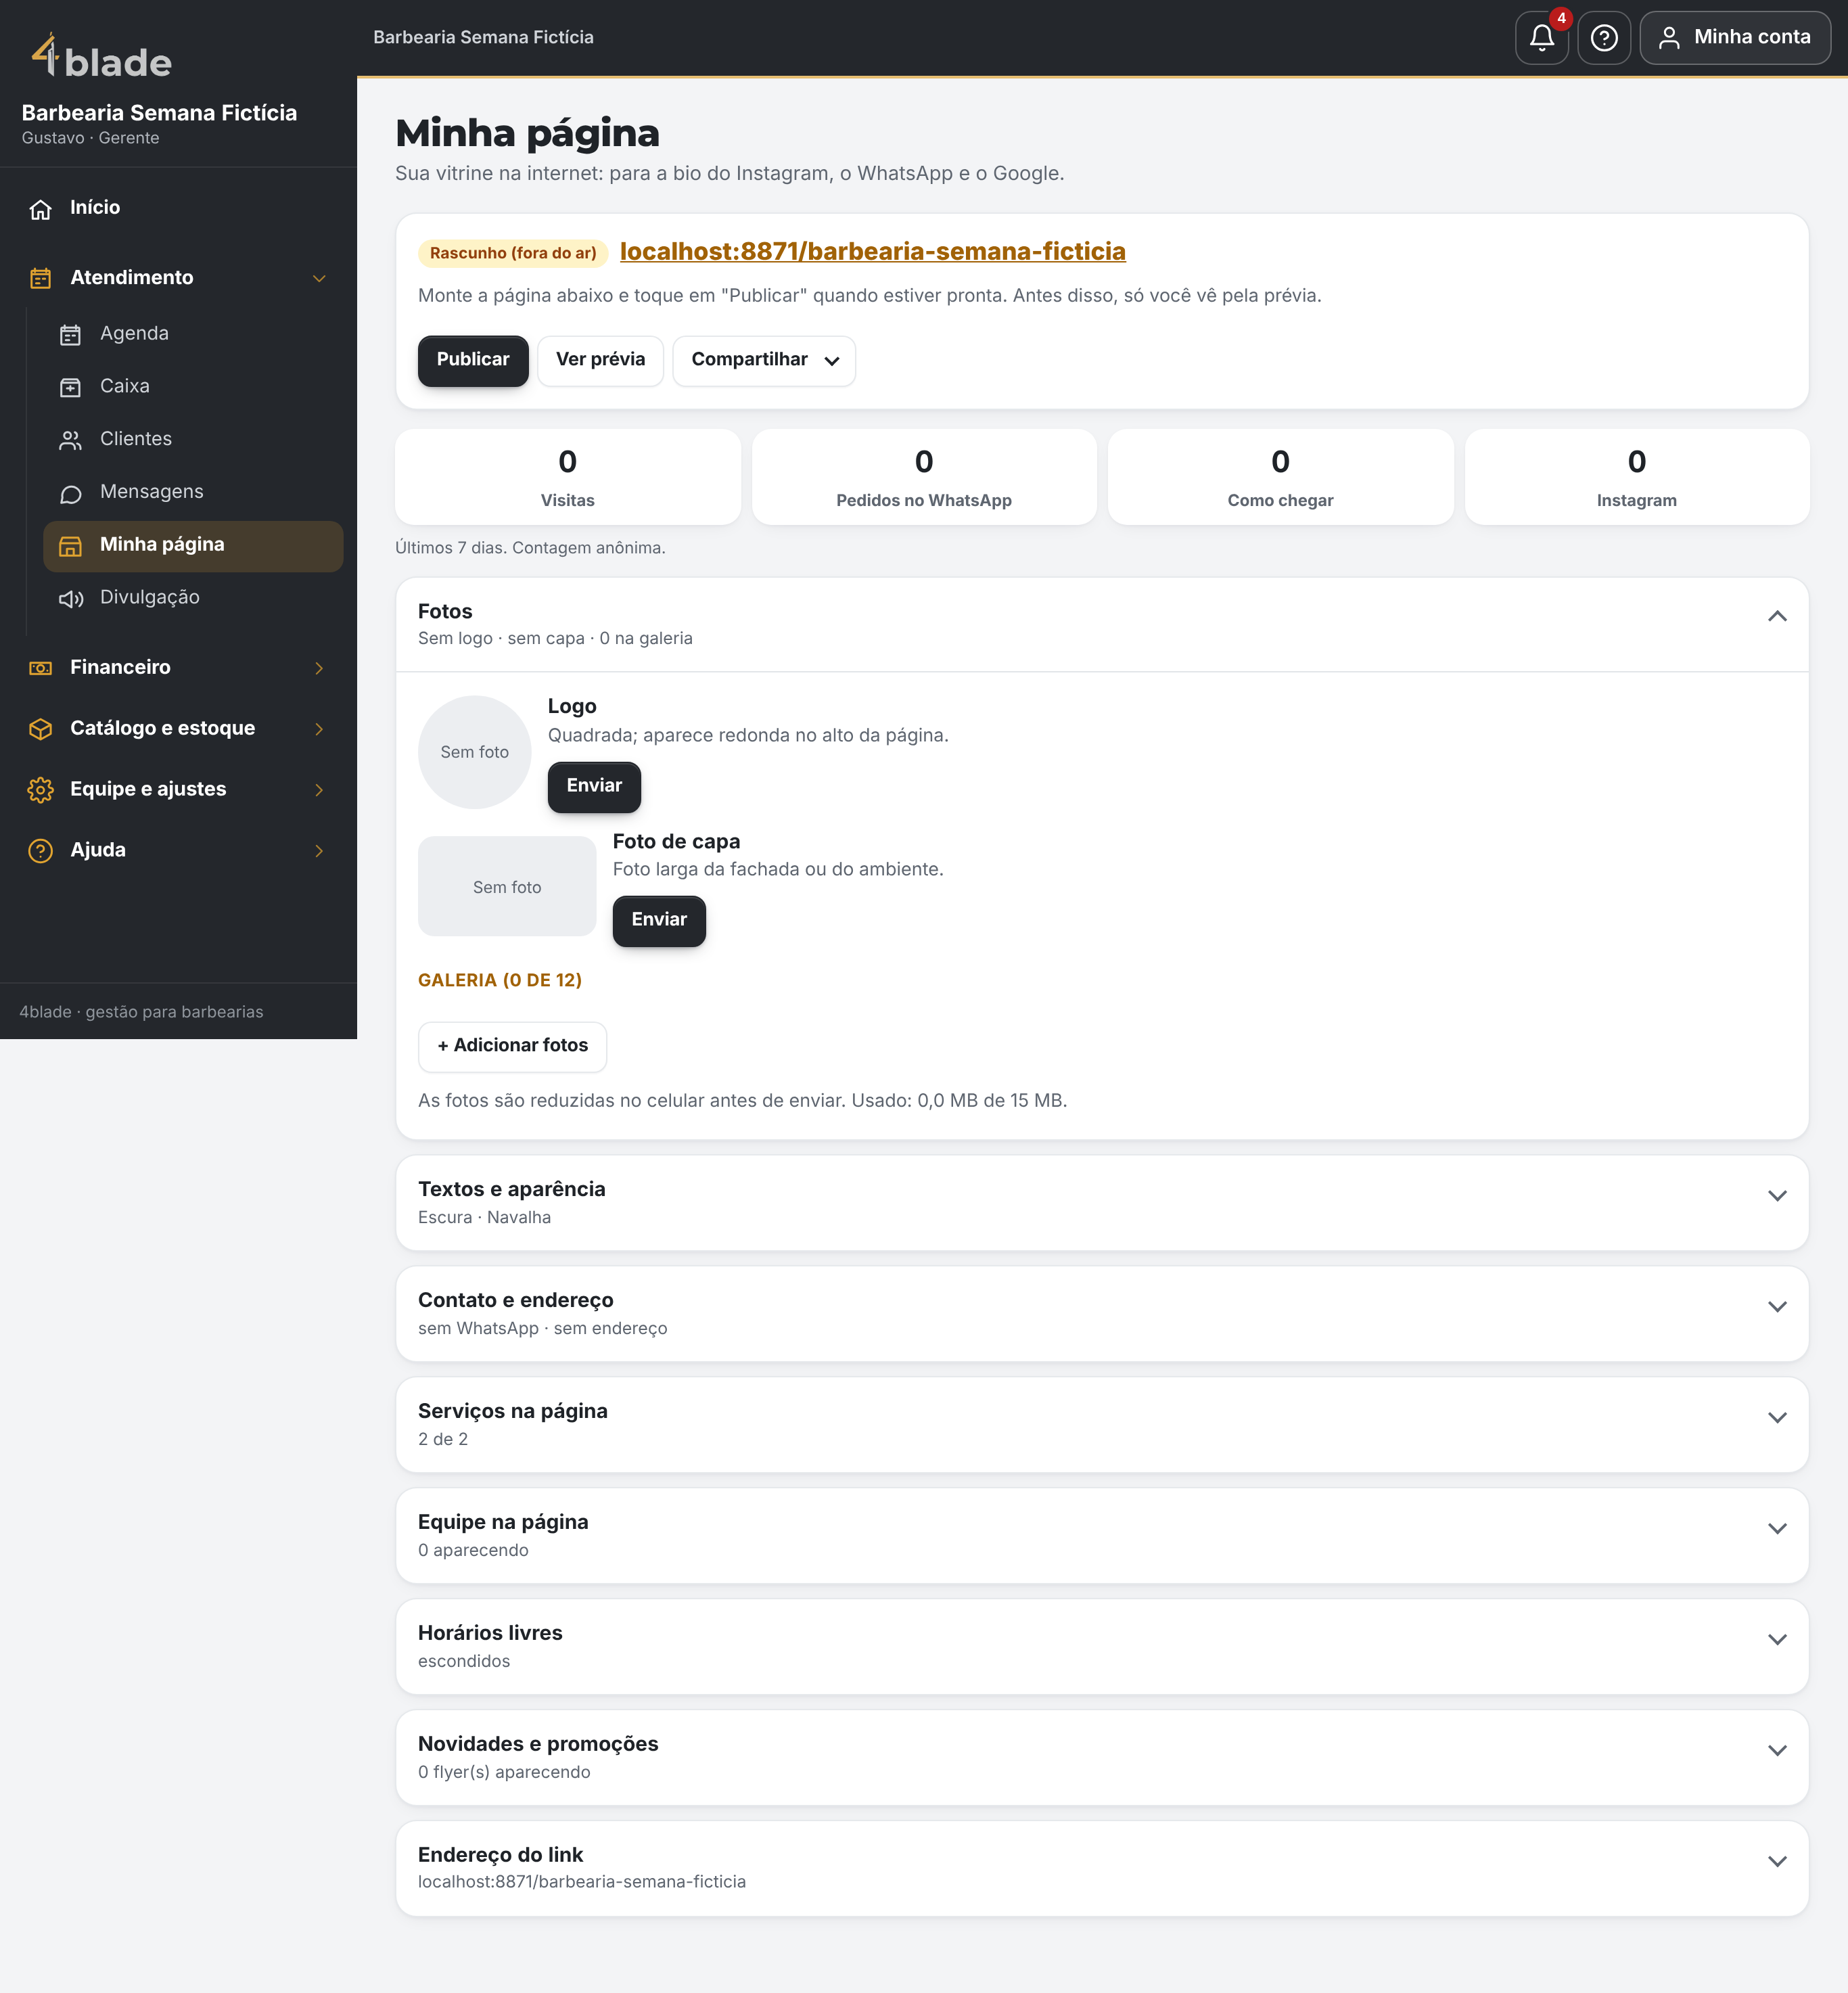 4blade
Barbearia Semana Fictícia
Gustavo · Gerente
Início
Atendimento
Agenda
Caixa
Clientes
Mensagens
Minha página
Divulgação
Financeiro
Catálogo e estoque
Equipe e ajustes
Ajuda
4blade · gestão para barbearias
Barbearia Semana Fictícia
4
Minha conta
Minha página
Sua vitrine na internet: para a bio do Instagram, o WhatsApp e o Google.
Rascunho (fora do ar) localhost:8871/barbearia-semana-ficticia
Monte a página abaixo e toque em "Publicar" quando estiver pronta. Antes disso, só você vê pela prévia.
Publicar Ver prévia Compartilhar
0 0 0 0
Visitas Pedidos no WhatsApp Como chegar Instagram
Últimos 7 dias. Contagem anônima.
Fotos
Sem logo · sem capa · 0 na galeria
Sem foto
Logo
Quadrada; aparece redonda no alto da página.
Enviar
Sem foto
Foto de capa
Foto larga da fachada ou do ambiente.
Enviar
GALERIA (0 DE 12)
+ Adicionar fotos
As fotos são reduzidas no celular antes de enviar. Usado: 0,0 MB de 15 MB.
Textos e aparência
Escura · Navalha
Contato e endereço
sem WhatsApp · sem endereço
Serviços na página
2 de 2
Equipe na página
0 aparecendo
Horários livres
escondidos
Novidades e promoções
0 flyer(s) aparecendo
Endereço do link
localhost:8871/barbearia-semana-ficticia